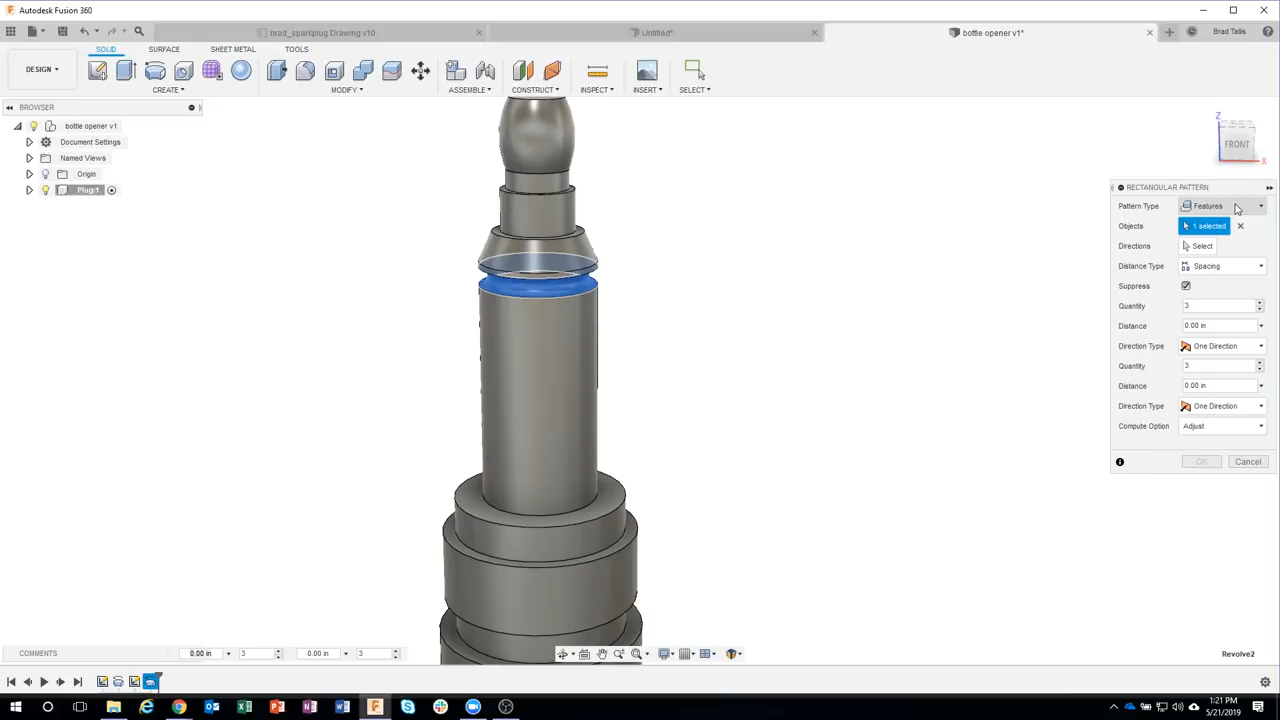 Autodesk Fusion 360
brad_sparkplug Drawing v10
Untitled*
bottle opener v1*
Brad Tallis
DESIGN
SOLID
SURFACE
SHEET METAL
TOOLS
CREATE
MODIFY
ASSEMBLE
CONSTRUCT
INSPECT
INSERT
SELECT
BROWSER
bottle opener v1
Document Settings
Named Views
Origin
Plug:1
Z
FRONT
X
RECTANGULAR PATTERN
Pattern Type Features
Objects 1 selected
Directions Select
Distance Type Spacing
Suppress
Quantity 3
Distance 0.00 in
Direction Type One Direction
Quantity 3
Distance 0.00 in
Direction Type One Direction
Compute Option Adjust
OK Cancel
COMMENTS
0.00 in 3 0.00 in 3
Revolve2
1:21 PM
5/21/2019